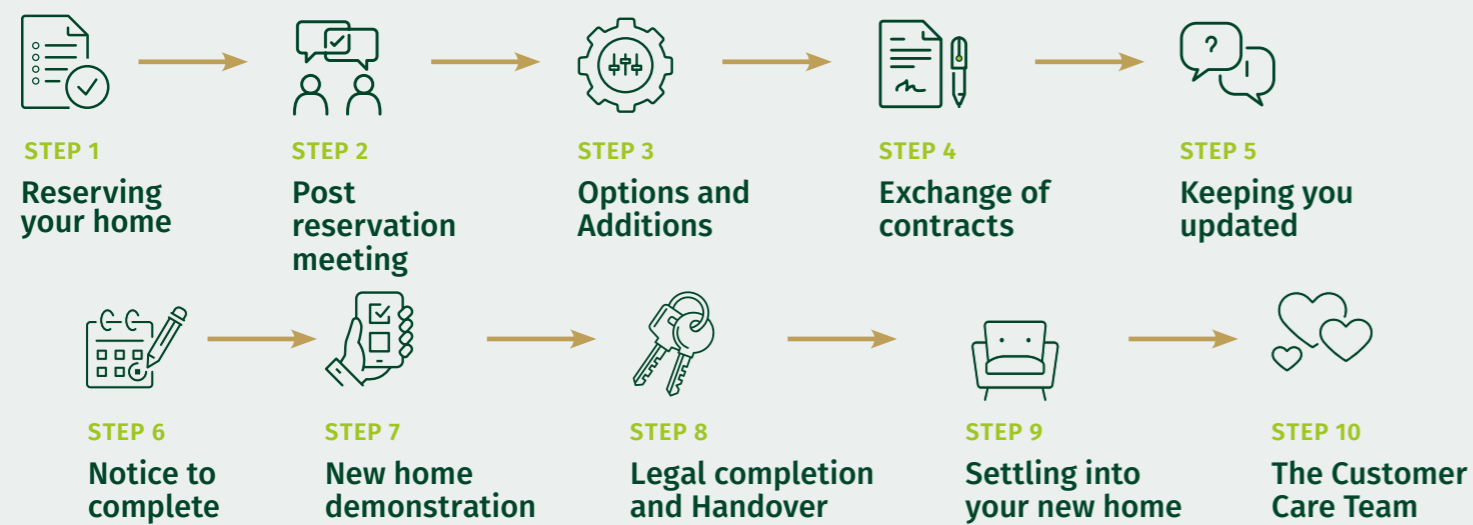 STEP 1
Reserving
your home
STEP 2
Post
reservation
meeting
STEP 3
Options and
Additions
STEP 4
Exchange of
contracts
?
STEP 5
Keeping you
updated
STEP 6
Notice to
complete
STEP 7
New home
demonstration
STEP 8
Legal completion
and Handover
STEP 9
Settling into
your new home
STEP 10
The Customer
Care Team